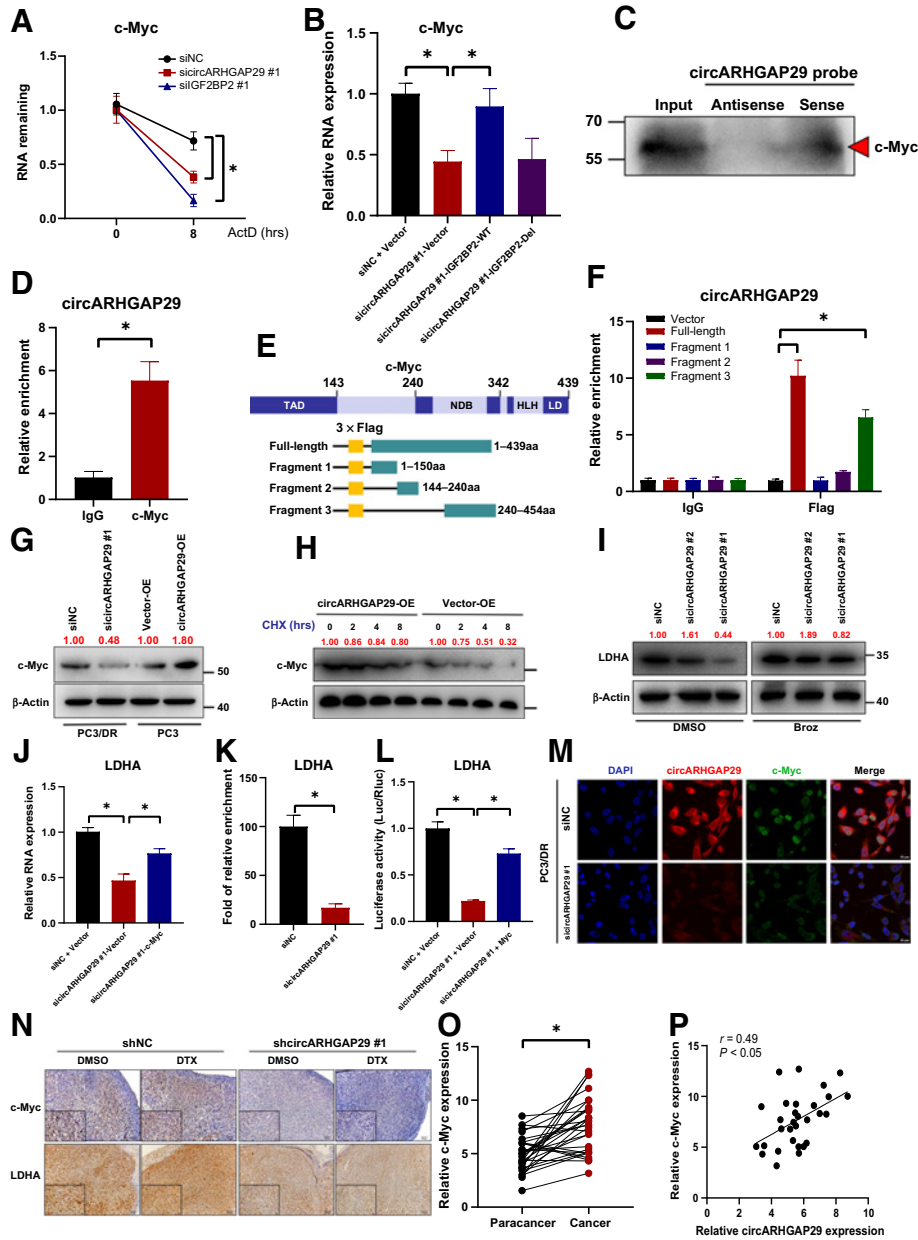 A
c-Myc
siNC
sicircARHGAP29 #1
siIGF2BP2 #1
RNA remaining
1.5
1.0
0.5
0.0
*
0
8
ActD (hrs)
B
c-Myc
Relative RNA expression
1.5
1.0
0.5
0.0
* *
siNC + Vector
sicircARHGAP29 #1-Vector
sicircARHGAP29 #1-IGF2BP2-WT
sicircARHGAP29 #1-IGF2BP2-Del
C
circARHGAP29 probe
Input Antisense Sense
70
55
c-Myc
D
circARHGAP29
Relative enrichment
8
6
4
2
0
*
IgG c-Myc
E
c-Myc
143 240 342 439
TAD NDB HLH LD
3 × Flag
Full-length 1–439aa
Fragment 1 1–150aa
Fragment 2 144–240aa
Fragment 3 240–454aa
F
circARHGAP29
Vector
Full-length
Fragment 1
Fragment 2
Fragment 3
Relative enrichment
15
10
5
0
*
IgG Flag
G
siNC
sicircARHGAP29 #1
Vector-OE
circARHGAP29-OE
1.00 0.48 1.00 1.80
c-Myc
50
β-Actin
40
PC3/DR PC3
H
circARHGAP29-OE Vector-OE
CHX (hrs) 0 2 4 8 0 2 4 8
1.00 0.86 0.84 0.80 1.00 0.75 0.51 0.32
c-Myc
β-Actin
I
siNC
sicircARHGAP29 #2
sicircARHGAP29 #1
siNC
sicircARHGAP29 #2
sicircARHGAP29 #1
1.00 1.61 0.44 1.00 1.89 0.82
LDHA
35
β-Actin
40
DMSO Broz
J
LDHA
Relative RNA expression
1.5
1.0
0.5
0.0
* *
siNC + Vector
sicircARHGAP29 #1-Vector
sicircARHGAP29 #1-c-Myc
K
LDHA
Fold of relative enrichment
150
100
50
0
*
siNC
sicircARHGAP29 #1
L
LDHA
Luciferase activity (Luc/Rluc)
1.5
1.0
0.5
0.0
* *
siNC + Vector
sicircARHGAP29 #1 + Vector
sicircARHGAP29 #1 + Myc
M
DAPI circARHGAP29 c-Myc Merge
PC3/DR
siNC
sicircARHGAP29 #1
N
shNC shcircARHGAP29 #1
DMSO DTX DMSO DTX
c-Myc
LDHA
O
Relative c-Myc expression
15
10
5
0
*
Paracancer Cancer
P
r = 0.49
P < 0.05
Relative c-Myc expression
15
10
5
0
0 2 4 6 8 10
Relative circARHGAP29 expression